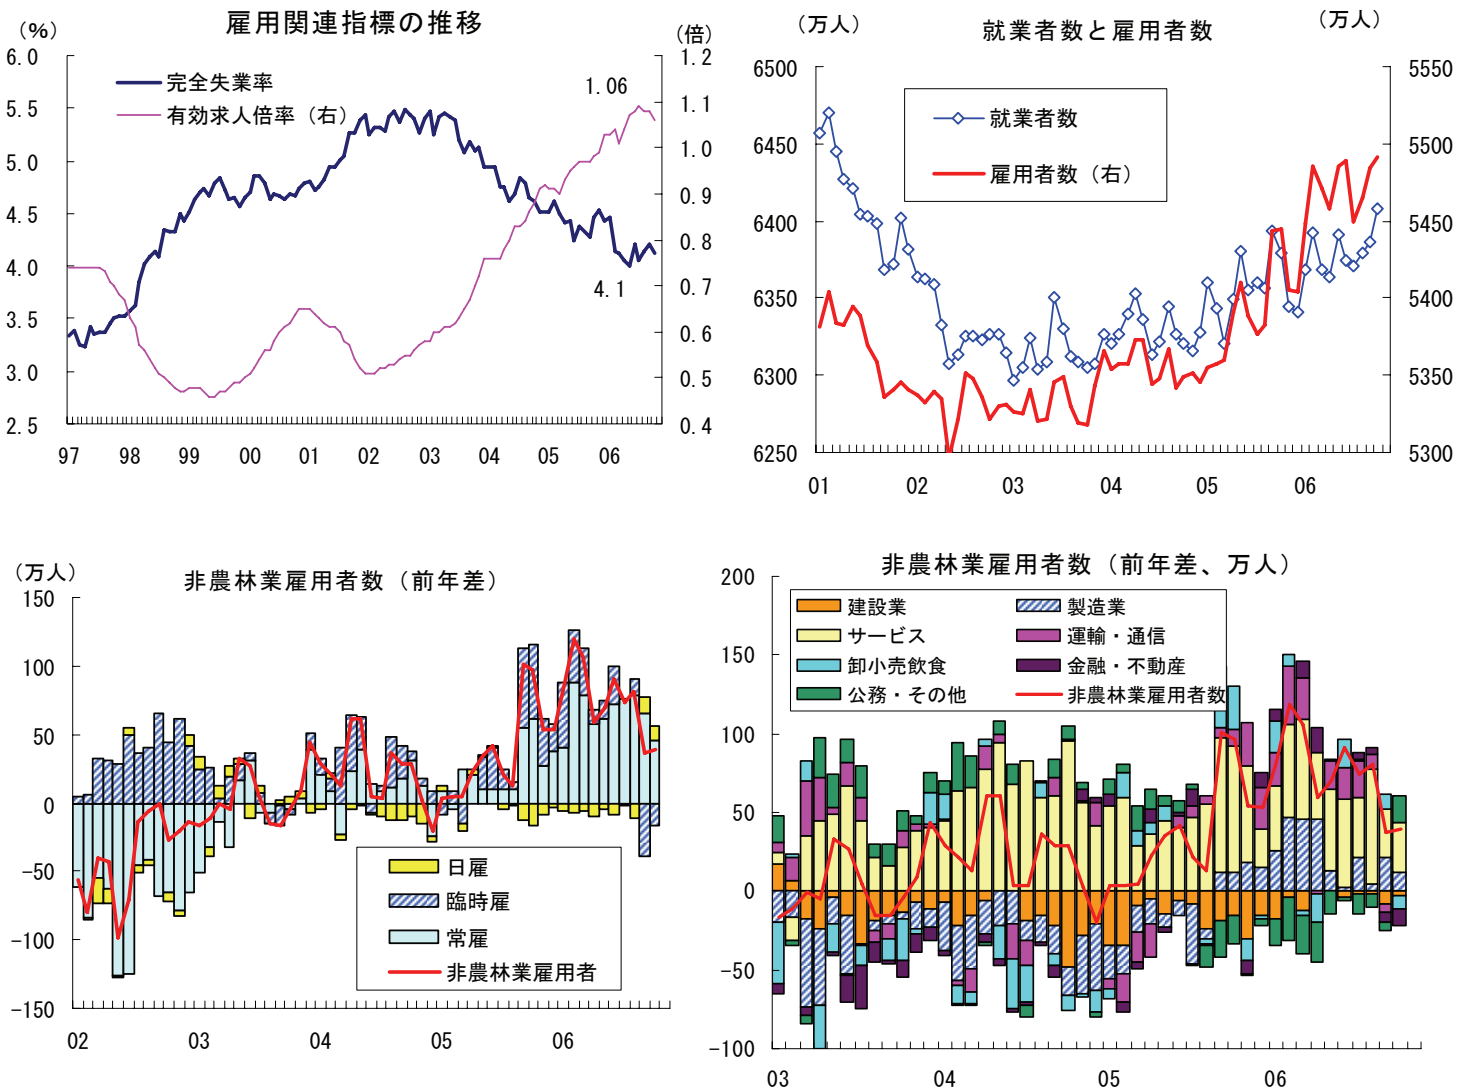 雇用関連指標の推移
(%)
(倍)
6.0
5.5
5.0
4.5
4.0
3.5
3.0
2.5
1.2
1.1
1.0
0.9
0.8
0.7
0.6
0.5
0.4
完全失業率
有効求人倍率（右）
1.06
4.1
97 98 99 00 01 02 03 04 05 06
就業者数と雇用者数
（万人）
（万人）
6500
6450
6400
6350
6300
6250
5550
5500
5450
5400
5350
5300
就業者数
雇用者数（右）
01 02 03 04 05 06
非農林業雇用者数（前年差）
（万人）
150
100
50
0
-50
-100
-150
日雇
臨時雇
常雇
非農林業雇用者
02 03 04 05 06
非農林業雇用者数（前年差、万人）
200
150
100
50
0
-50
-100
建設業
製造業
サービス
運輸・通信
卸小売飲食
金融・不動産
公務・その他
非農林業雇用者数
03 04 05 06